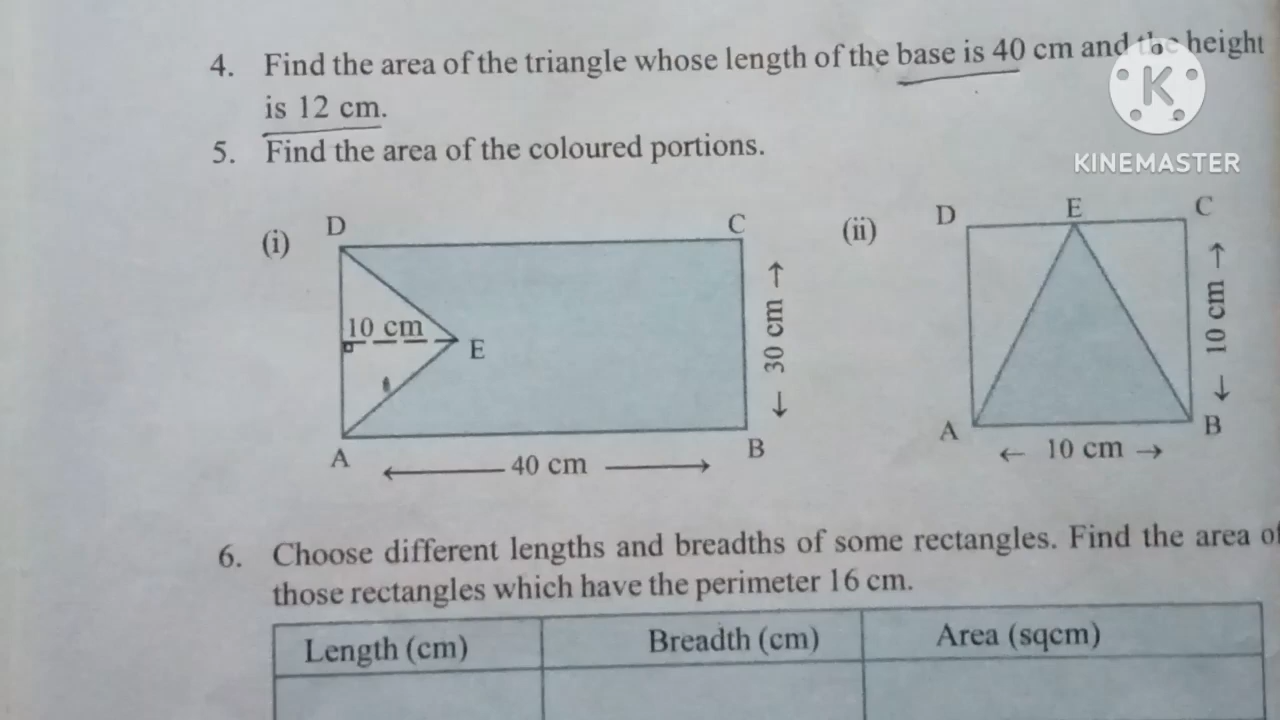 4. Find the area of the triangle whose length of the base is 40 cm and the height
is 12 cm.
K
KINEMASTER
5. Find the area of the coloured portions.
(i)
D
C
10 cm
E
30 cm
A
B
40 cm
(ii)
D
E
C
10 cm
A
B
10 cm
6. Choose different lengths and breadths of some rectangles. Find the area of
those rectangles which have the perimeter 16 cm.
Length (cm) Breadth (cm) Area (sqcm)